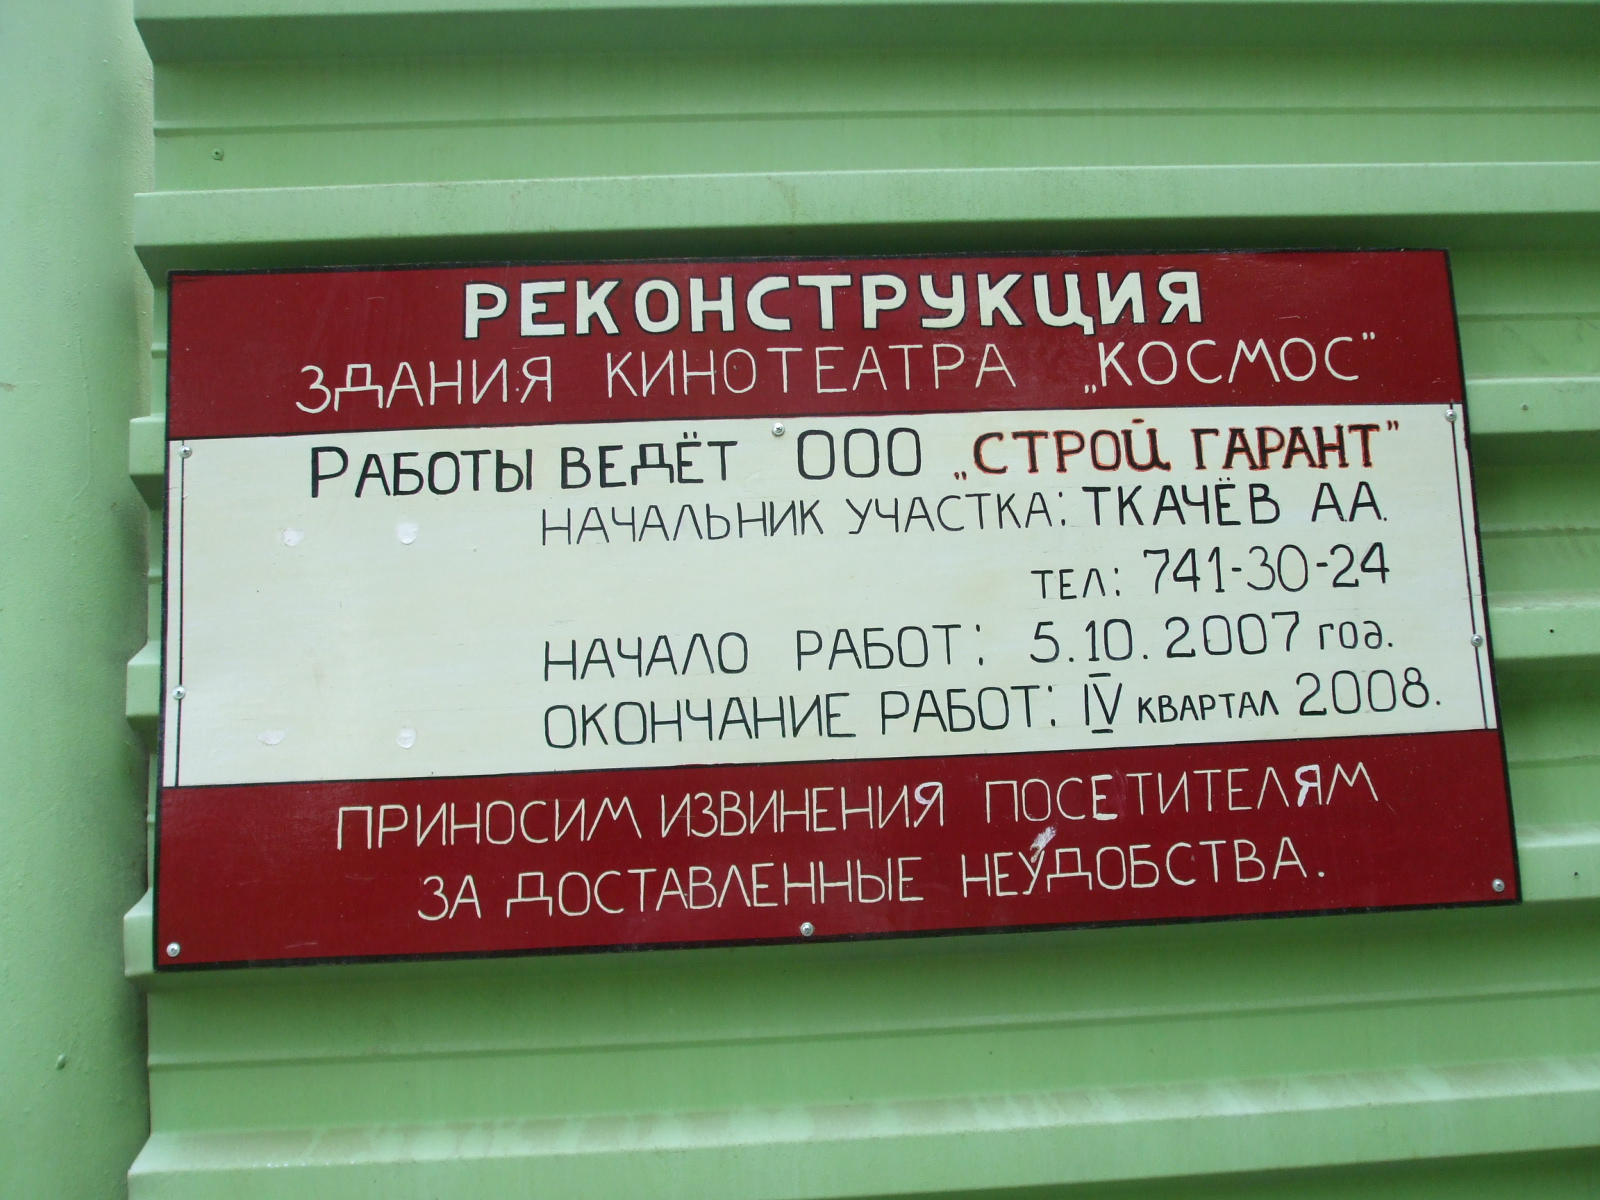 РЕКОНСТРУКЦИЯ
ЗДАНИЯ КИНОТЕАТРА „КОСМОС"
РАБОТЫ ВЕДЁТ ООО „СТРОЙ ГАРАНТ"
НАЧАЛЬНИК УЧАСТКА: ТКАЧЁВ А.А.
ТЕЛ: 741-30-24
НАЧАЛО РАБОТ: 5.10.2007 год.
ОКОНЧАНИЕ РАБОТ: IV КВАРТАЛ 2008.
ПРИНОСИМ ИЗВИНЕНИЯ ПОСЕТИТЕЛЯМ
ЗА ДОСТАВЛЕННЫЕ НЕУДОБСТВА.